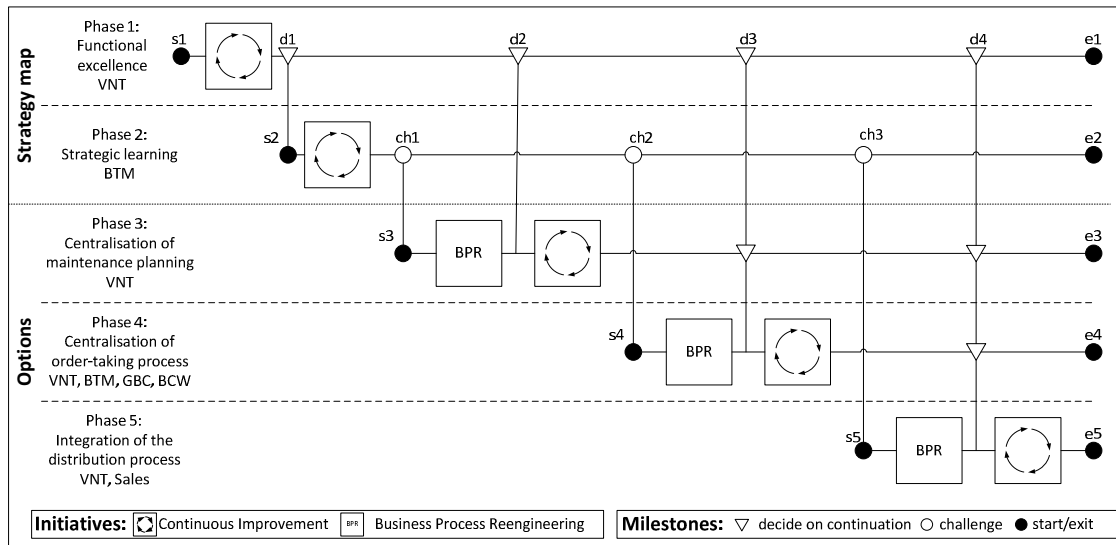 Strategy map
Options
Phase 1:
Functional
excellence
VNT
s1
d1
d2
d3
d4
e1
Phase 2:
Strategic learning
BTM
s2
ch1
ch2
ch3
e2
Phase 3:
Centralisation of
maintenance planning
VNT
s3
BPR
e3
Phase 4:
Centralisation of
order-taking process
VNT, BTM, GBC, BCW
s4
BPR
e4
Phase 5:
Integration of the
distribution process
VNT, Sales
s5
BPR
e5
Initiatives: Continuous Improvement BPR Business Process Reengineering
Milestones: decide on continuation challenge start/exit